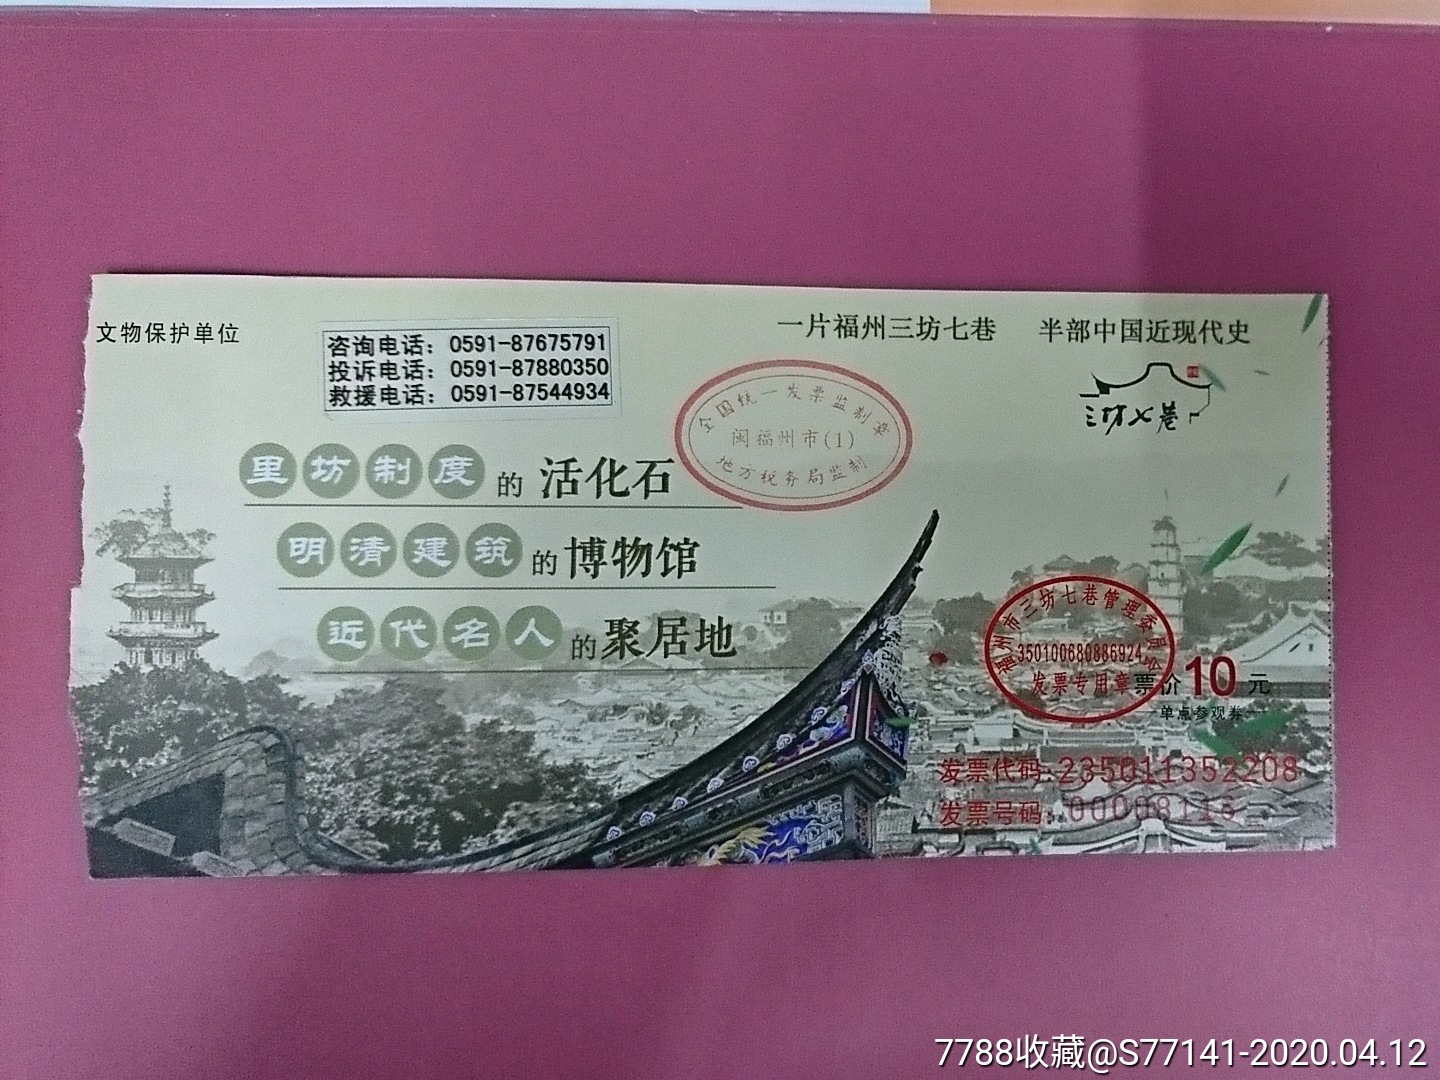 文物保护单位
咨询电话：0591-87675791
投诉电话：0591-87880350
救援电话：0591-87544934
一片福州三坊七巷 半部中国近现代史
三坊七巷
全国统一发票监制章
闽福州市(1)
地方税务局监制
里坊制度的活化石
明清建筑的博物馆
近代名人的聚居地
福州市三坊七巷管理委员会
350100680886924
发票专用章
票价10元
单点参观券
发票代码：235011352208
发票号码：00008115
7788收藏@S77141-2020.04.12